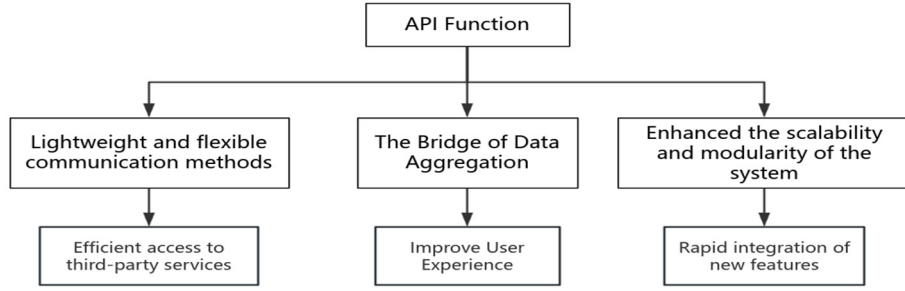 API Function
Lightweight and flexible
communication methods
The Bridge of Data
Aggregation
Enhanced the scalability
and modularity of the
system
Efficient access to
third-party services
Improve User
Experience
Rapid integration of
new features